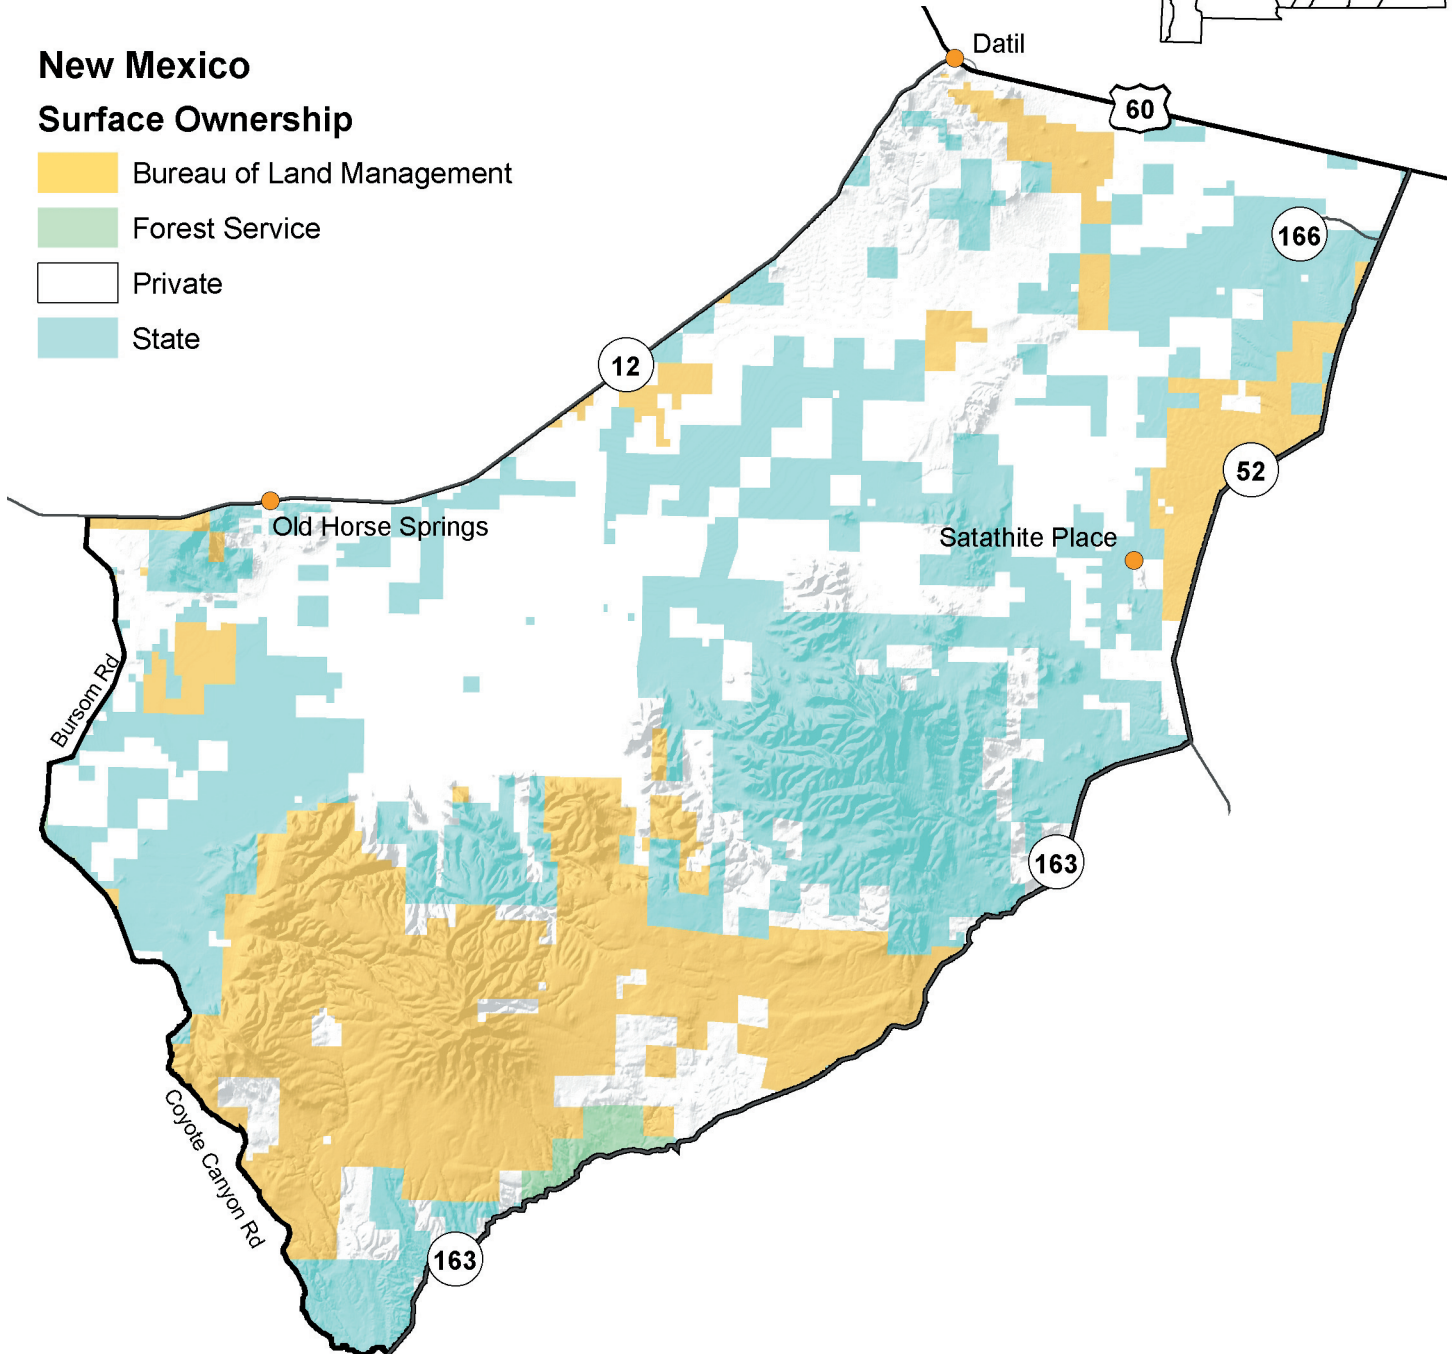 Datil
New Mexico
Surface Ownership
60
Bureau of Land Management
Forest Service
166
Private
State
12
52
Old Horse Springs
Satathite Place
Bursom Rd
163
Coyote Canyon Rd
163